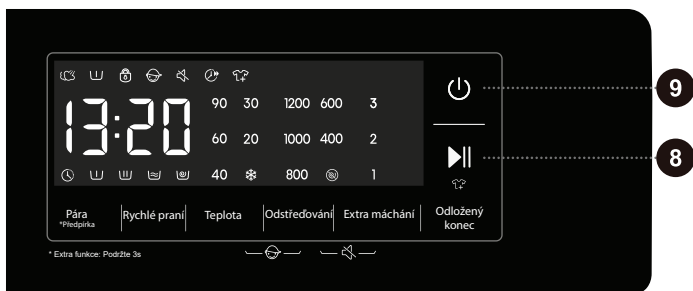 90 30 1200 600 3
13:20
60 20 1000 400 2
40 800 1
9
8
Pára
*Předpírka
Rychlé praní
Teplota
Odstřeďování
Extra máchání
Odložený
konec
* Extra funkce: Podržte 3s